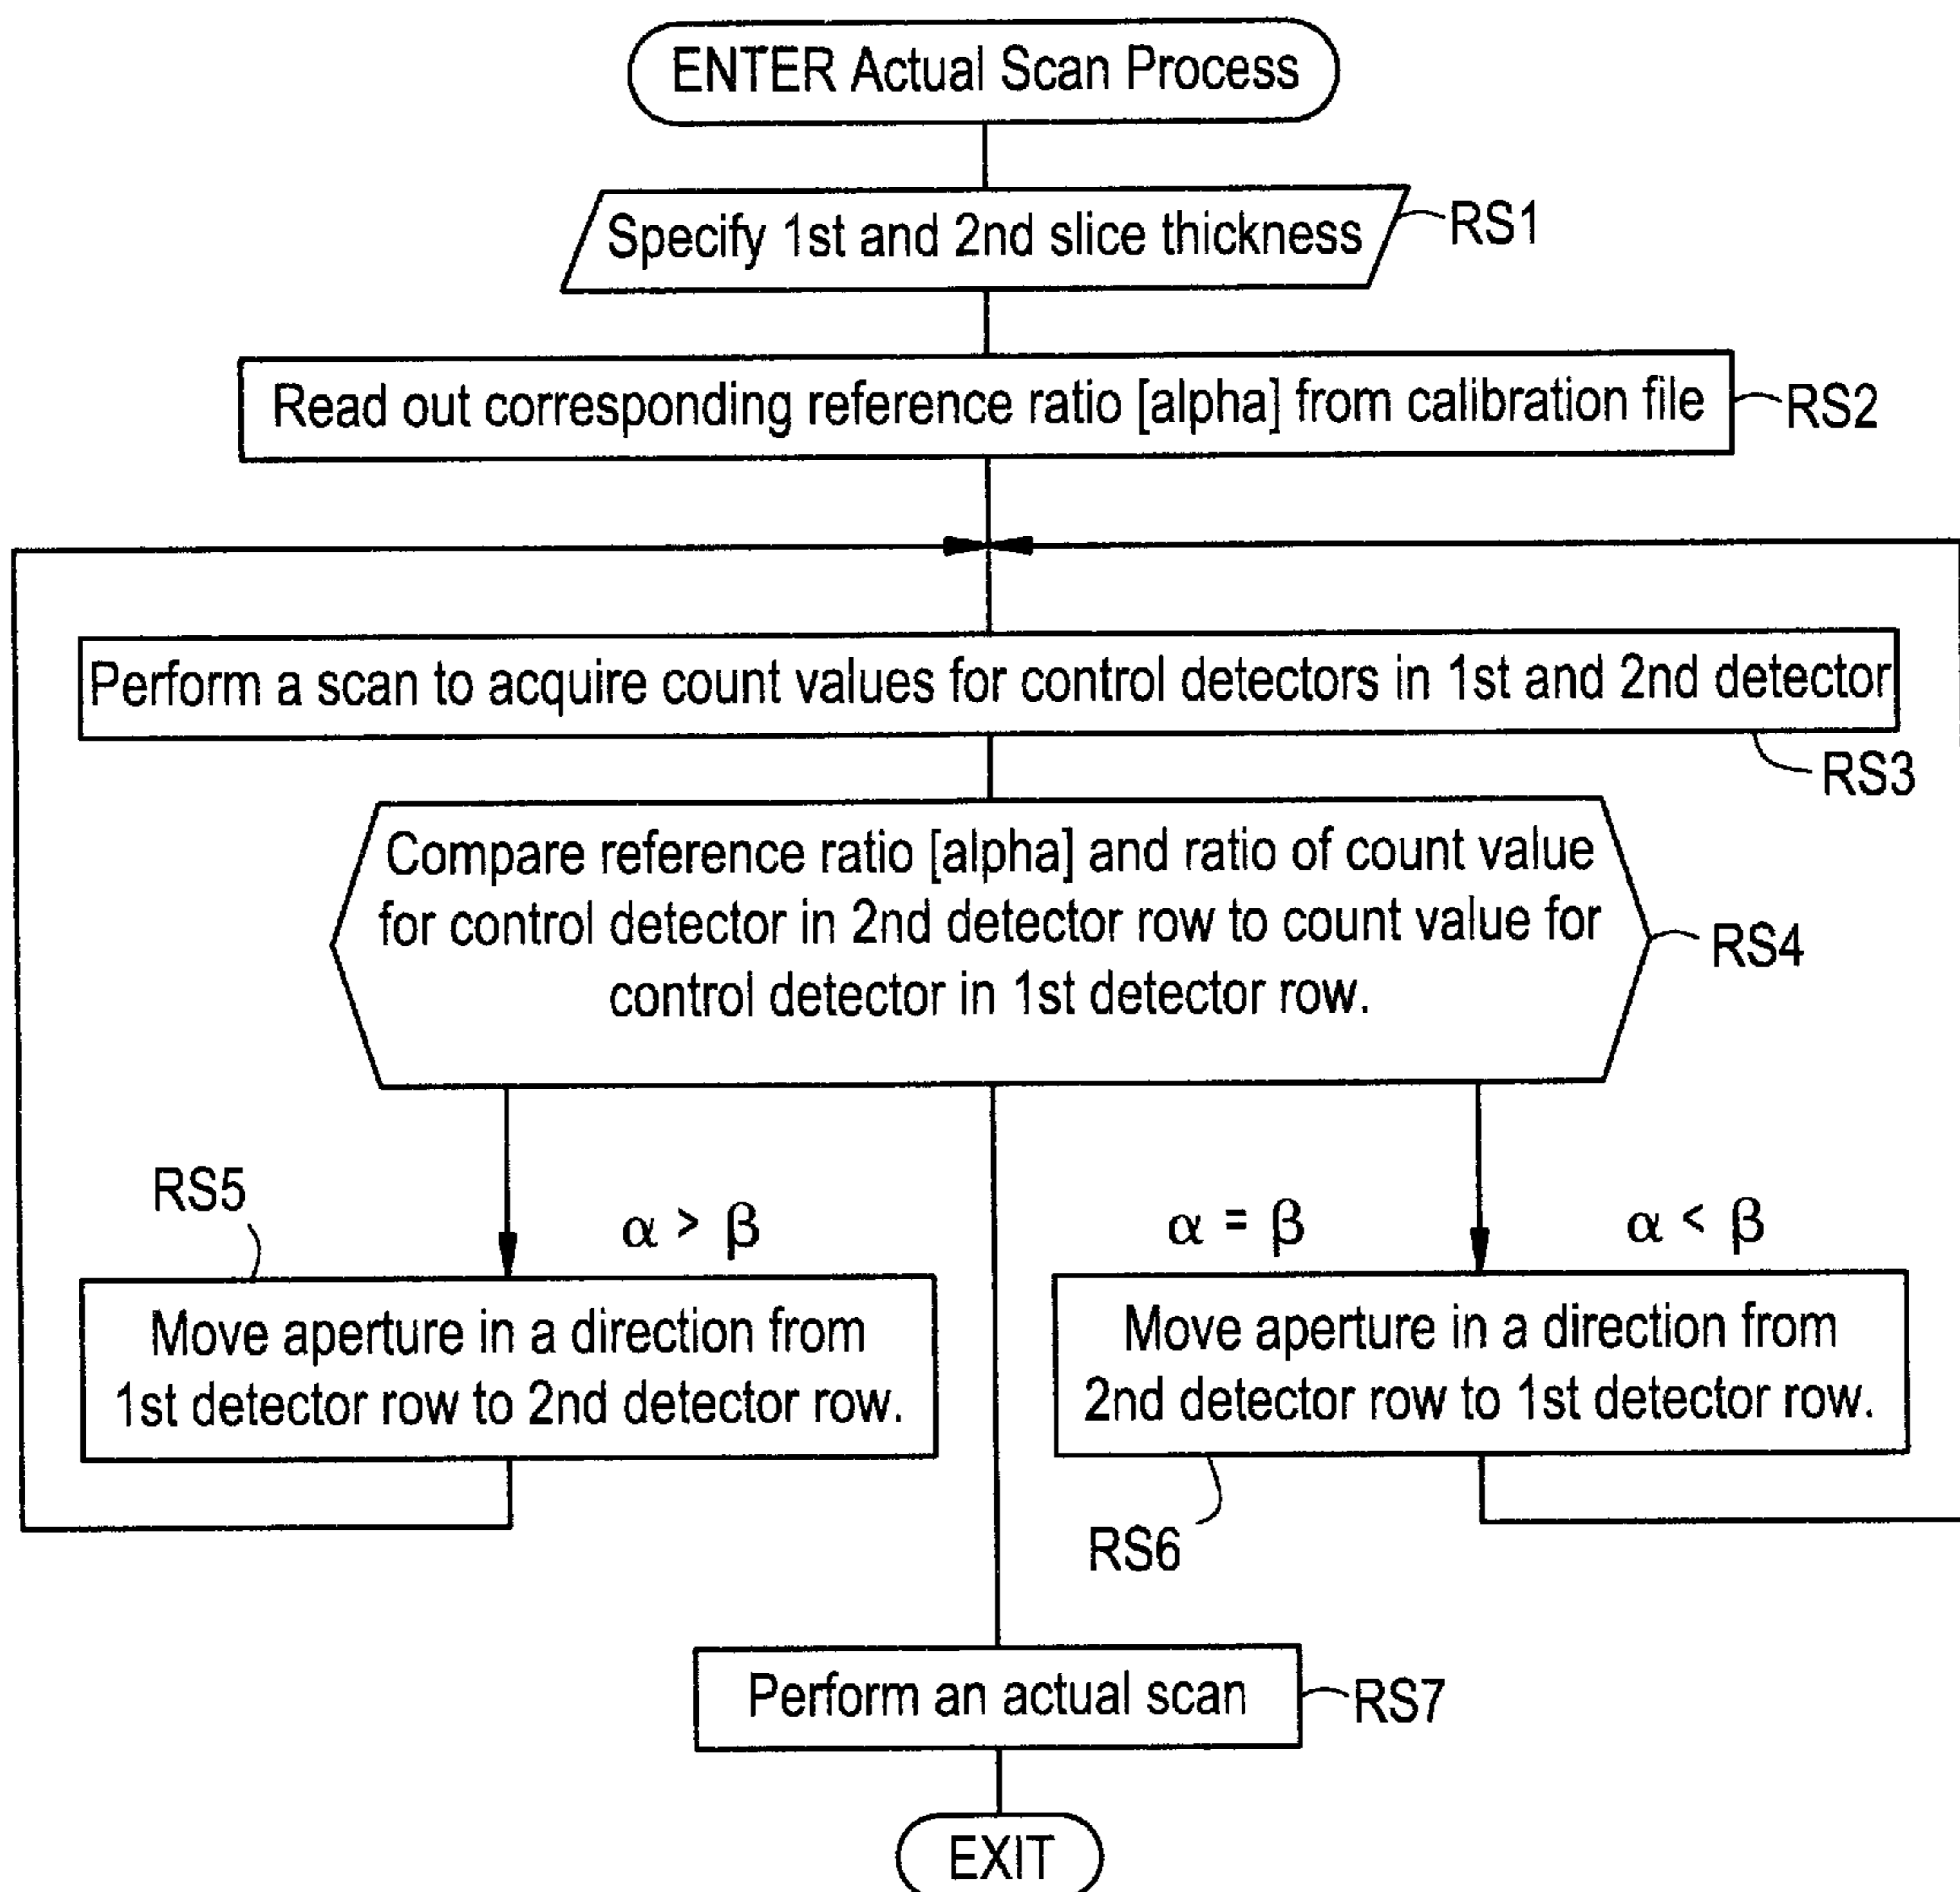 ENTER Actual Scan Process
Specify 1st and 2nd slice thickness
RS1
Read out corresponding reference ratio [alpha] from calibration file
RS2
Perform a scan to acquire count values for control detectors in 1st and 2nd detector
RS3
Compare reference ratio [alpha] and ratio of count value
for control detector in 2nd detector row to count value for
control detector in 1st detector row.
RS4
RS5
α > β
α = β
α < β
Move aperture in a direction from
1st detector row to 2nd detector row.
Move aperture in a direction from
2nd detector row to 1st detector row.
RS6
Perform an actual scan
RS7
EXIT